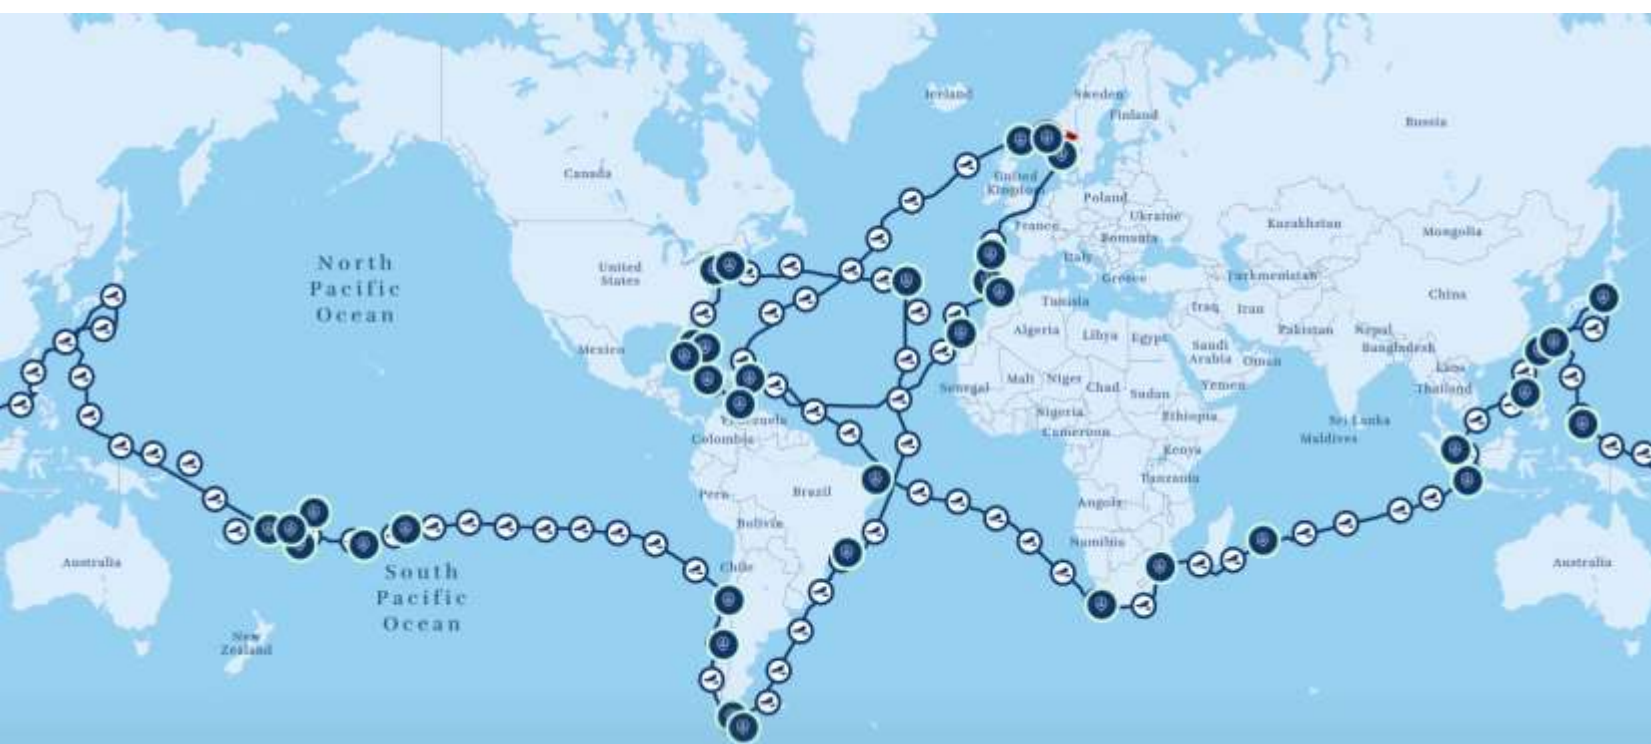 Iceland
Sweden
Finland
Russia
Canada
United
Kingdom
Poland
Ukraine
Kazakhstan
France
Romania
Mongolia
North
Pacific
Ocean
United
States
Italy
Greece
Turkmenistan
China
Tunisia
Iraq
Iran
Mexico
Algeria
Libya
Egypt
Pakistan
Nepal
Saudi
Arabia
Oman
Bangladesh
Laos
Senegal
Mali
Niger
Chad
Sudan
Yemen
Thailand
Venezuela
Nigeria
Ethiopia
Sri Lanka
Colombia
Cameroon
Maldives
Kenya
Peru
Brazil
Tanzania
Angola
Bolivia
Namibia
Australia
South
Pacific
Ocean
Chile
Australia
New
Zealand